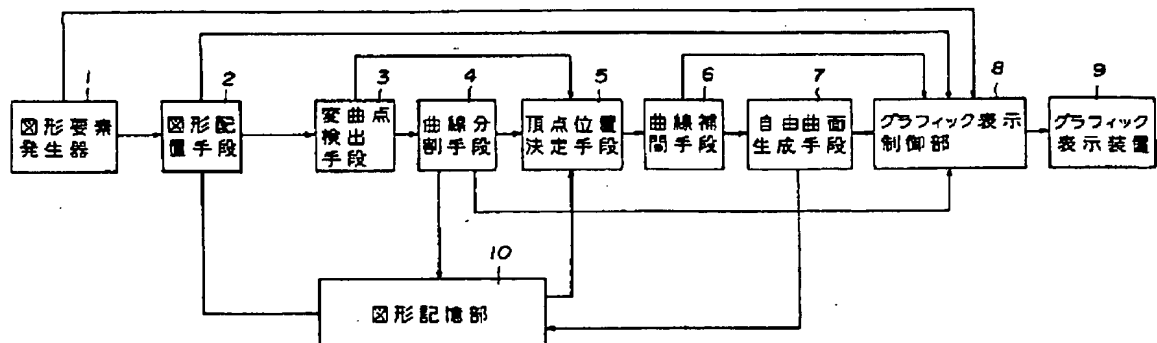 1
図形要素
発生器
2
図形配
置手段
3
変曲点
検出
手段
4
曲線分
割手段
5
頂点位置
決定手段
6
曲線補
間手段
7
自由曲面
生成手段
8
グラフィック表示
制御部
9
グラフィック
表示装置
10
図形記憶部